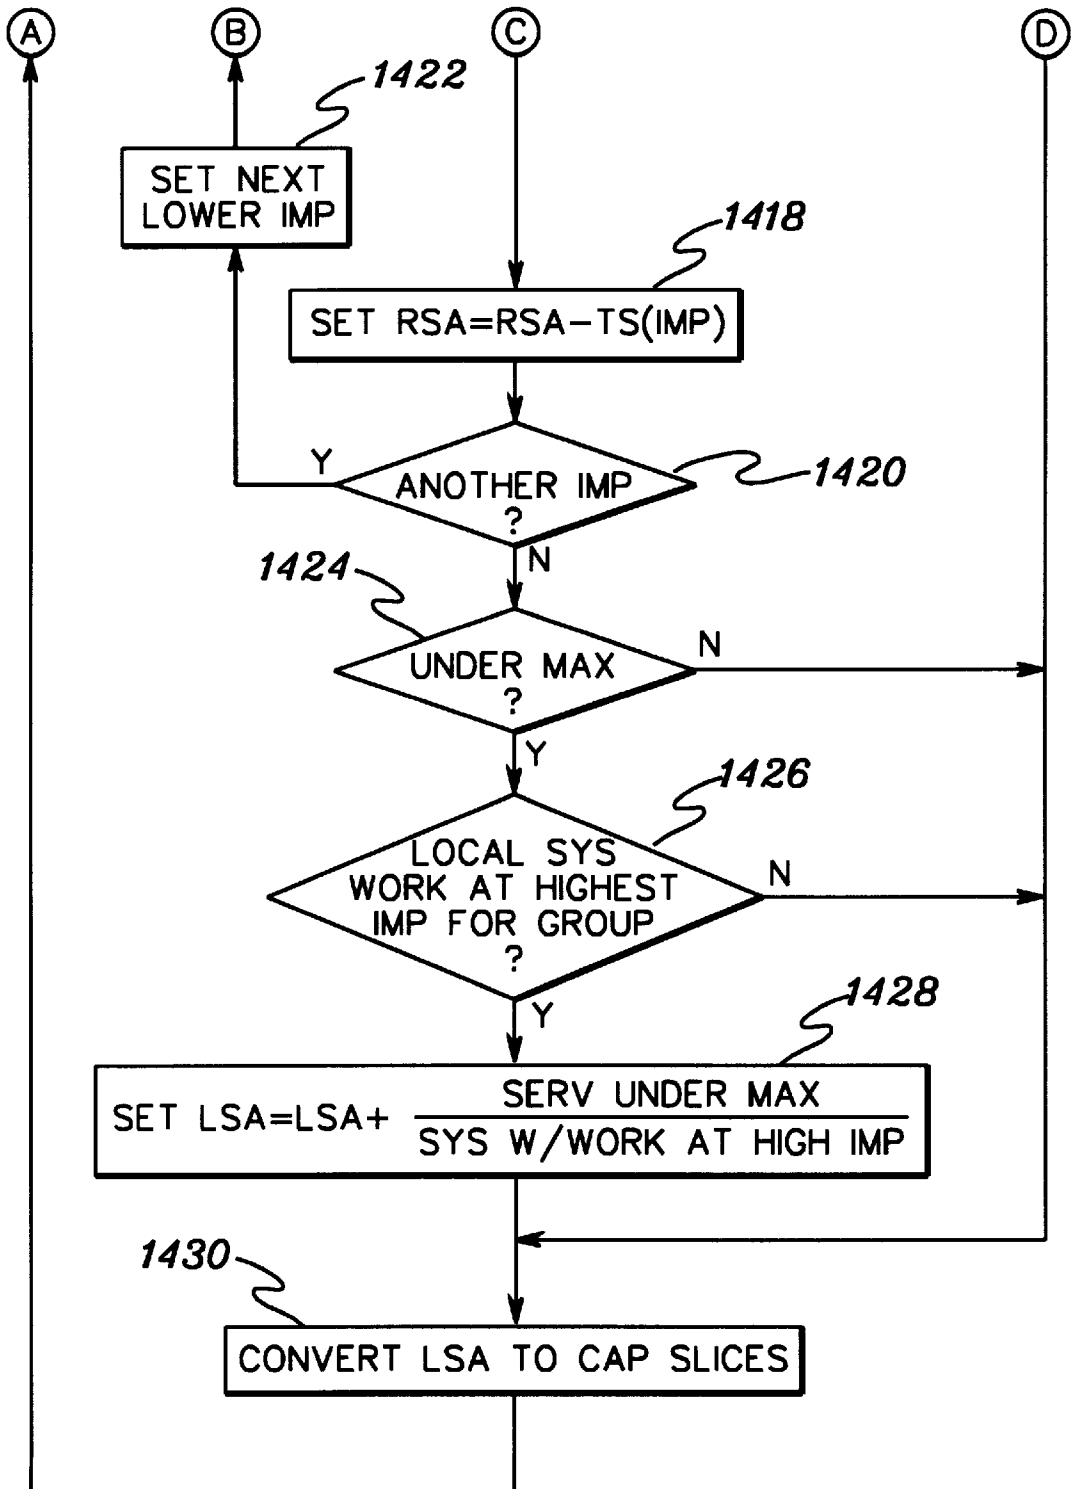 A B C D
1422
SET NEXT
LOWER IMP
1418
SET RSA=RSA-TS(IMP)
Y
1420
ANOTHER IMP
?
N
1424
UNDER MAX
?
N
Y
1426
LOCAL SYS
WORK AT HIGHEST
IMP FOR GROUP
?
N
Y
1428
SET LSA=LSA+ SERV UNDER MAX
SYS W/WORK AT HIGH IMP
1430
CONVERT LSA TO CAP SLICES